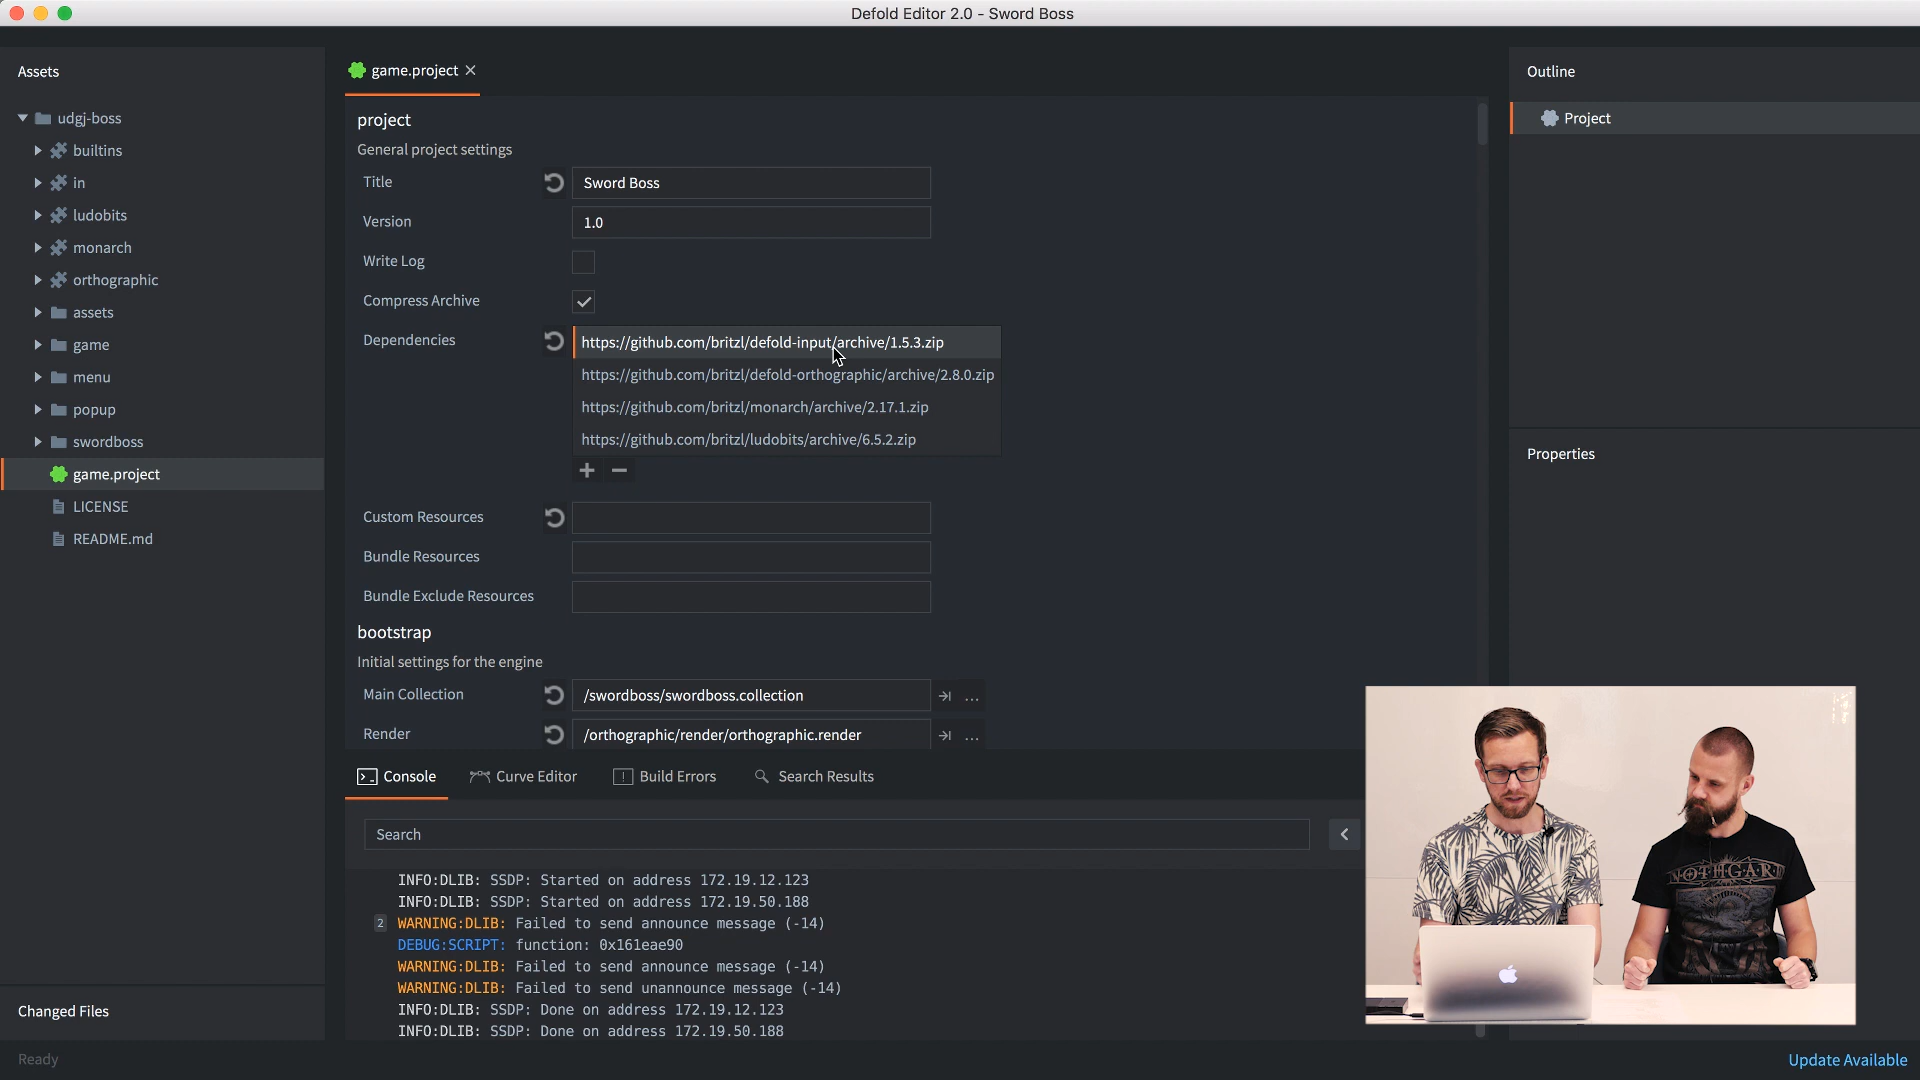 Defold Editor 2.0 - Sword Boss
Assets
udgj-boss
builtins
in
ludobits
monarch
orthographic
assets
game
menu
popup
swordboss
game.project
LICENSE
README.md
Changed Files
Ready
game.project
project
General project settings
Title
Sword Boss
Version
1.0
Write Log
Compress Archive
Dependencies
https://github.com/britzl/defold-input/archive/1.5.3.zip
https://github.com/britzl/defold-orthographic/archive/2.8.0.zip
https://github.com/britzl/monarch/archive/2.17.1.zip
https://github.com/britzl/ludobits/archive/6.5.2.zip
Custom Resources
Bundle Resources
Bundle Exclude Resources
bootstrap
Initial settings for the engine
Main Collection
/swordboss/swordboss.collection
...
Render
/orthographic/render/orthographic.render
...
Console
Curve Editor
Build Errors
Search Results
Search
INFO:DLIB: SSDP: Started on address 172.19.12.123
INFO:DLIB: SSDP: Started on address 172.19.50.188
2 WARNING:DLIB: Failed to send announce message (-14)
DEBUG:SCRIPT: function: 0x161eae90
WARNING:DLIB: Failed to send announce message (-14)
WARNING:DLIB: Failed to send unannounce message (-14)
INFO:DLIB: SSDP: Done on address 172.19.12.123
INFO:DLIB: SSDP: Done on address 172.19.50.188
Outline
Project
Properties
NOTHGARD
Update Available